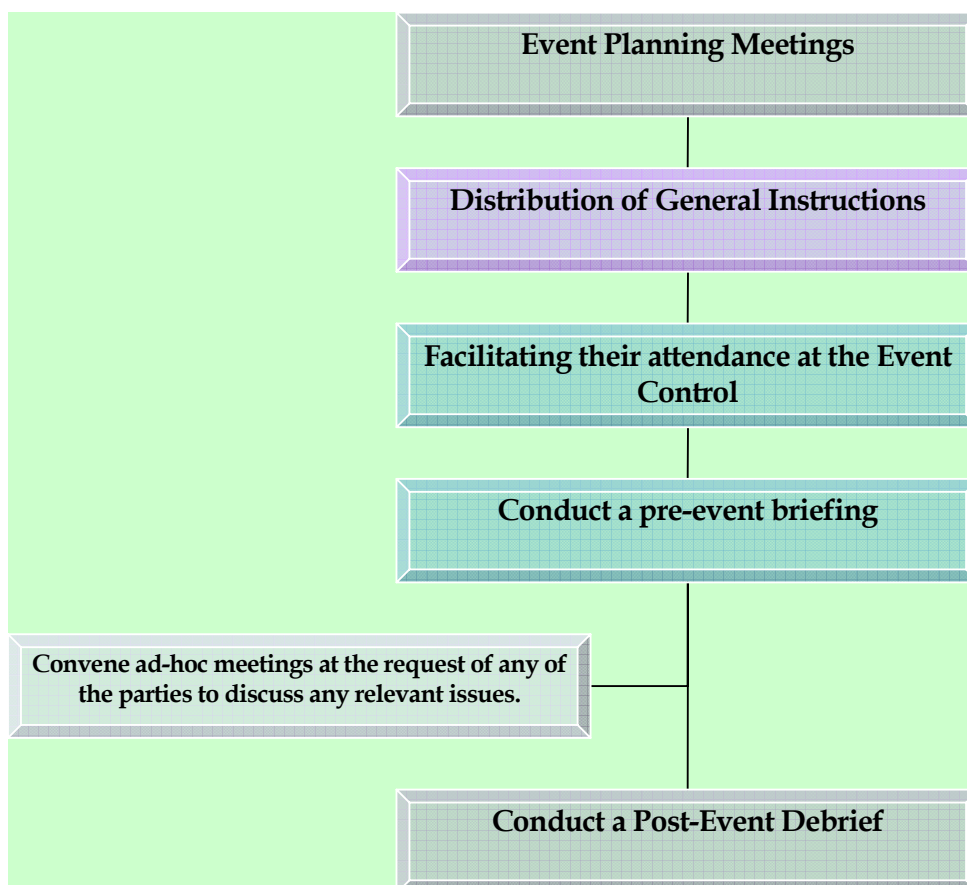 Event Planning Meetings
Distribution of General Instructions
Facilitating their attendance at the Event
Control
Conduct a pre-event briefing
Convene ad-hoc meetings at the request of any of
the parties to discuss any relevant issues.
Conduct a Post-Event Debrief